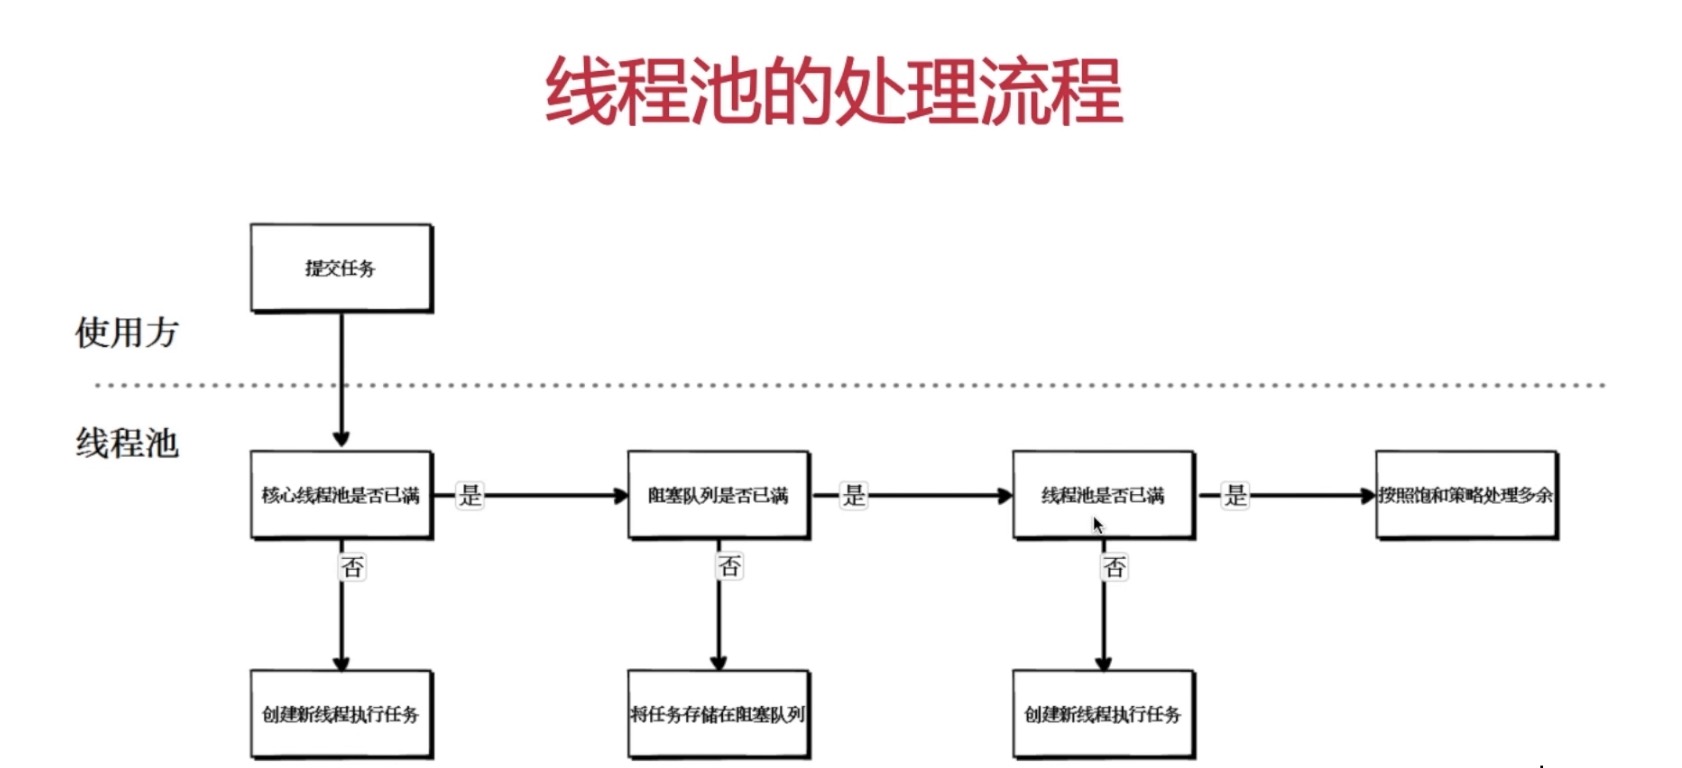 线程池的处理流程
提交任务
使用方
线程池
核心线程池是否已满
是
阻塞队列是否已满
是
线程池是否已满
是
按照饱和策略处理多余
否
否
否
创建新线程执行任务
将任务存储在阻塞队列
创建新线程执行任务